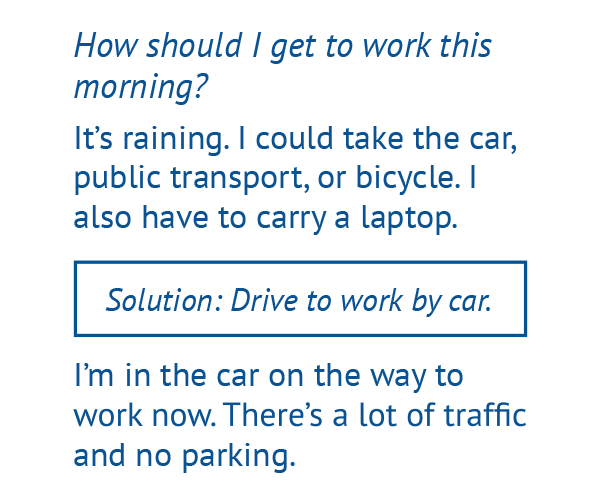 How should I get to work this
morning?
It’s raining. I could take the car,
public transport, or bicycle. I
also have to carry a laptop.
Solution: Drive to work by car.
I’m in the car on the way to
work now. There’s a lot of traffic
and no parking.